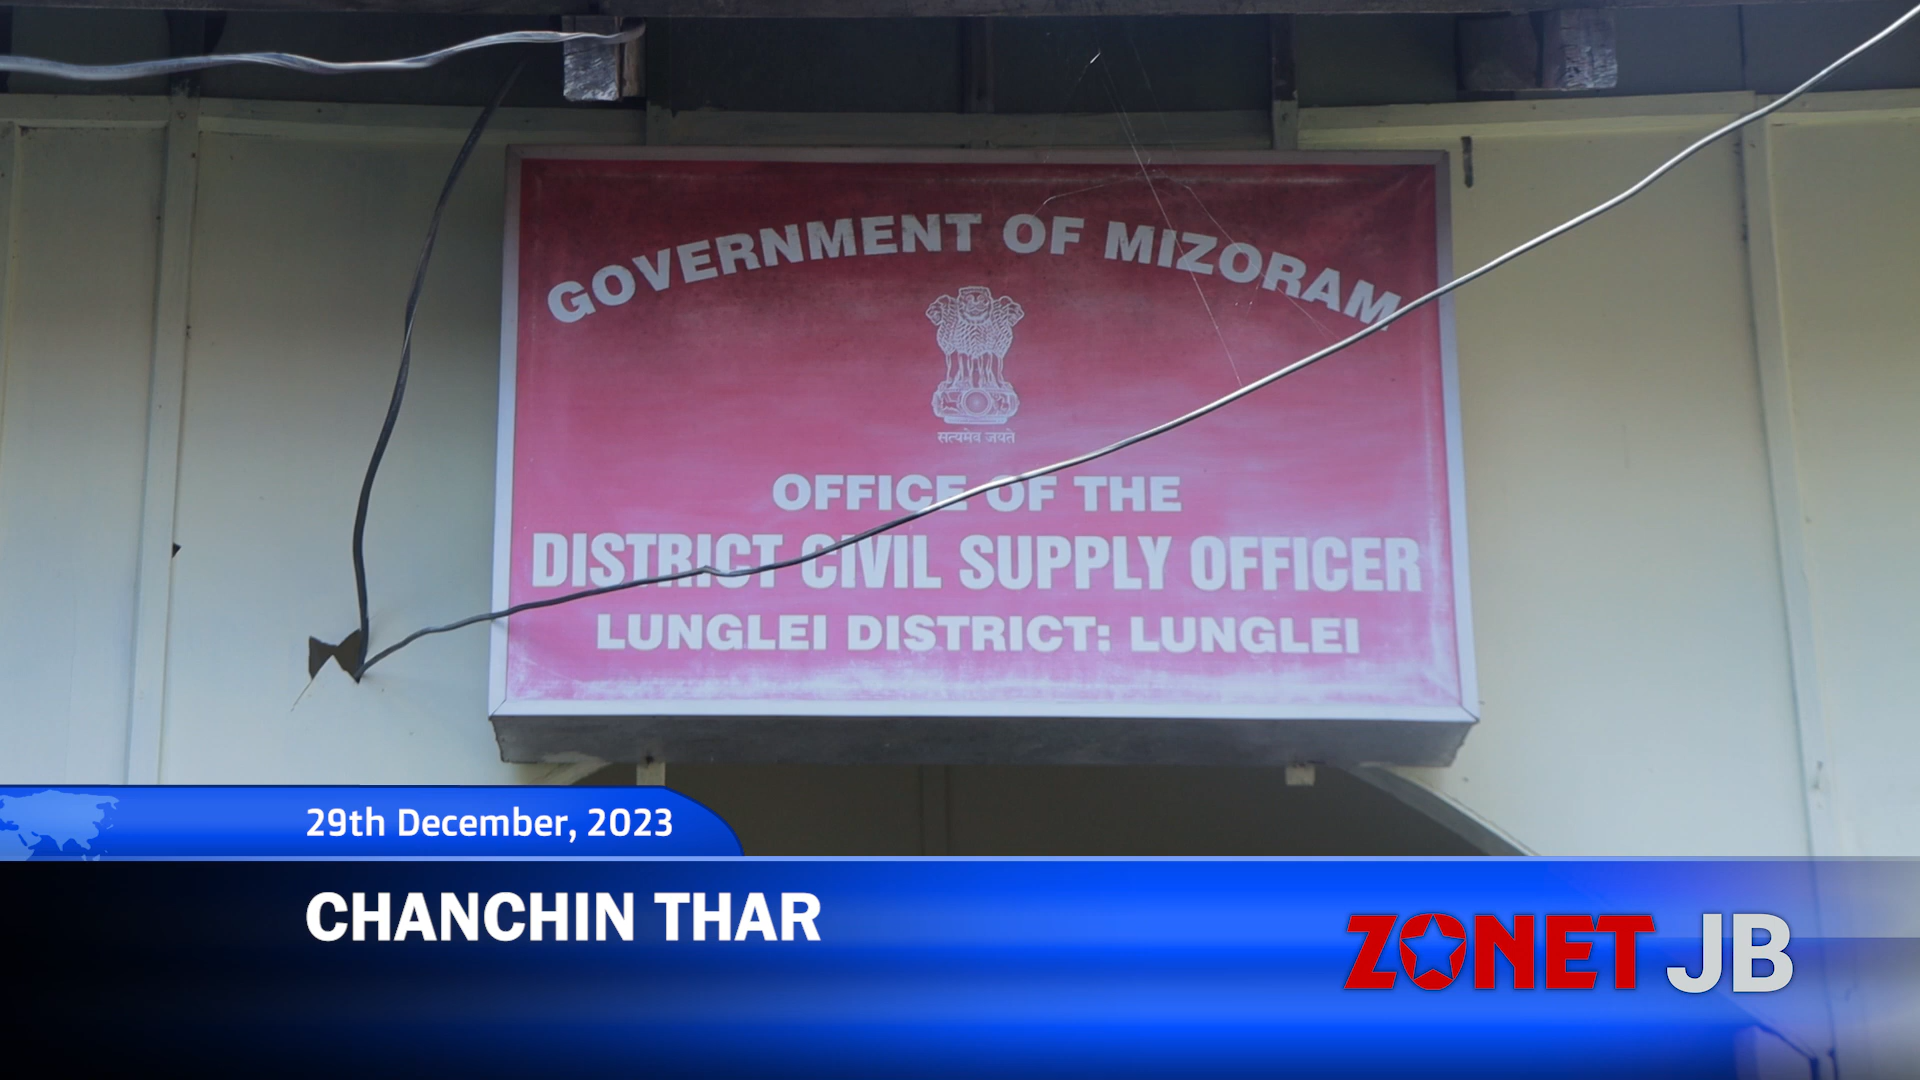 GOVERNMENT OF MIZORAM
सत्यमेव जयते
OFFICE OF THE
DISTRICT CIVIL SUPPLY OFFICER
LUNGLEI DISTRICT: LUNGLEI
29th December, 2023
CHANCHIN THAR
ZONET JB